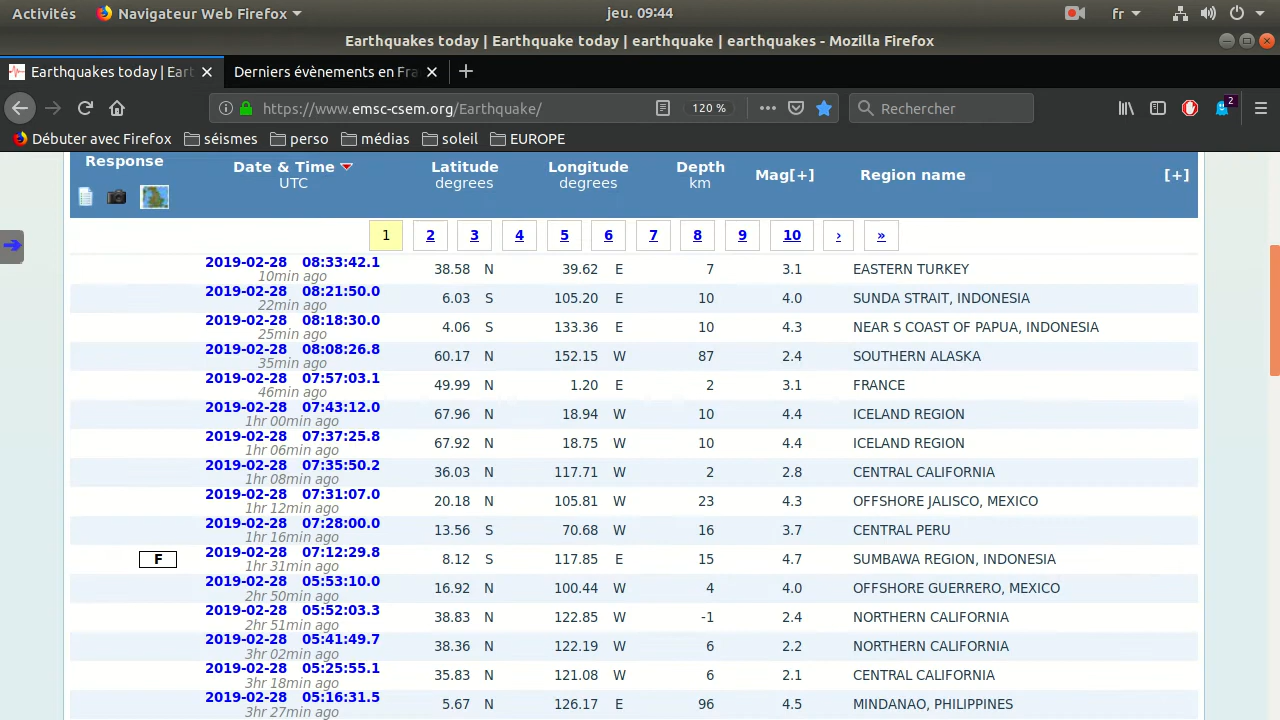 Activités Navigateur Web Firefox jeu. 09:44 fr
Earthquakes today | Earthquake today | earthquake | earthquakes - Mozilla Firefox
Earthquakes today | Eart Derniers évènements en Fra
https://www.emsc-csem.org/Earthquake/ 120 % Rechercher 2
Débuter avec Firefox séismes perso médias soleil EUROPE
Response Date & Time Latitude Longitude Depth Mag[+] Region name [+]
UTC degrees degrees km
1 2 3 4 5 6 7 8 9 10 › »
2019-02-28 08:33:42.1 38.58 N 39.62 E 7 3.1 EASTERN TURKEY
10min ago
2019-02-28 08:21:50.0 6.03 S 105.20 E 10 4.0 SUNDA STRAIT, INDONESIA
22min ago
2019-02-28 08:18:30.0 4.06 S 133.36 E 10 4.3 NEAR S COAST OF PAPUA, INDONESIA
25min ago
2019-02-28 08:08:26.8 60.17 N 152.15 W 87 2.4 SOUTHERN ALASKA
35min ago
2019-02-28 07:57:03.1 49.99 N 1.20 E 2 3.1 FRANCE
46min ago
2019-02-28 07:43:12.0 67.96 N 18.94 W 10 4.4 ICELAND REGION
1hr 00min ago
2019-02-28 07:37:25.8 67.92 N 18.75 W 10 4.4 ICELAND REGION
1hr 06min ago
2019-02-28 07:35:50.2 36.03 N 117.71 W 2 2.8 CENTRAL CALIFORNIA
1hr 08min ago
2019-02-28 07:31:07.0 20.18 N 105.81 W 23 4.3 OFFSHORE JALISCO, MEXICO
1hr 12min ago
2019-02-28 07:28:00.0 13.56 S 70.68 W 16 3.7 CENTRAL PERU
1hr 16min ago
F 2019-02-28 07:12:29.8 8.12 S 117.85 E 15 4.7 SUMBAWA REGION, INDONESIA
1hr 31min ago
2019-02-28 05:53:10.0 16.92 N 100.44 W 4 4.0 OFFSHORE GUERRERO, MEXICO
2hr 50min ago
2019-02-28 05:52:03.3 38.83 N 122.85 W -1 2.4 NORTHERN CALIFORNIA
2hr 51min ago
2019-02-28 05:41:49.7 38.36 N 122.19 W 6 2.2 NORTHERN CALIFORNIA
3hr 02min ago
2019-02-28 05:25:55.1 35.83 N 121.08 W 6 2.1 CENTRAL CALIFORNIA
3hr 18min ago
2019-02-28 05:16:31.5 5.67 N 126.17 E 96 4.5 MINDANAO, PHILIPPINES
3hr 27min ago